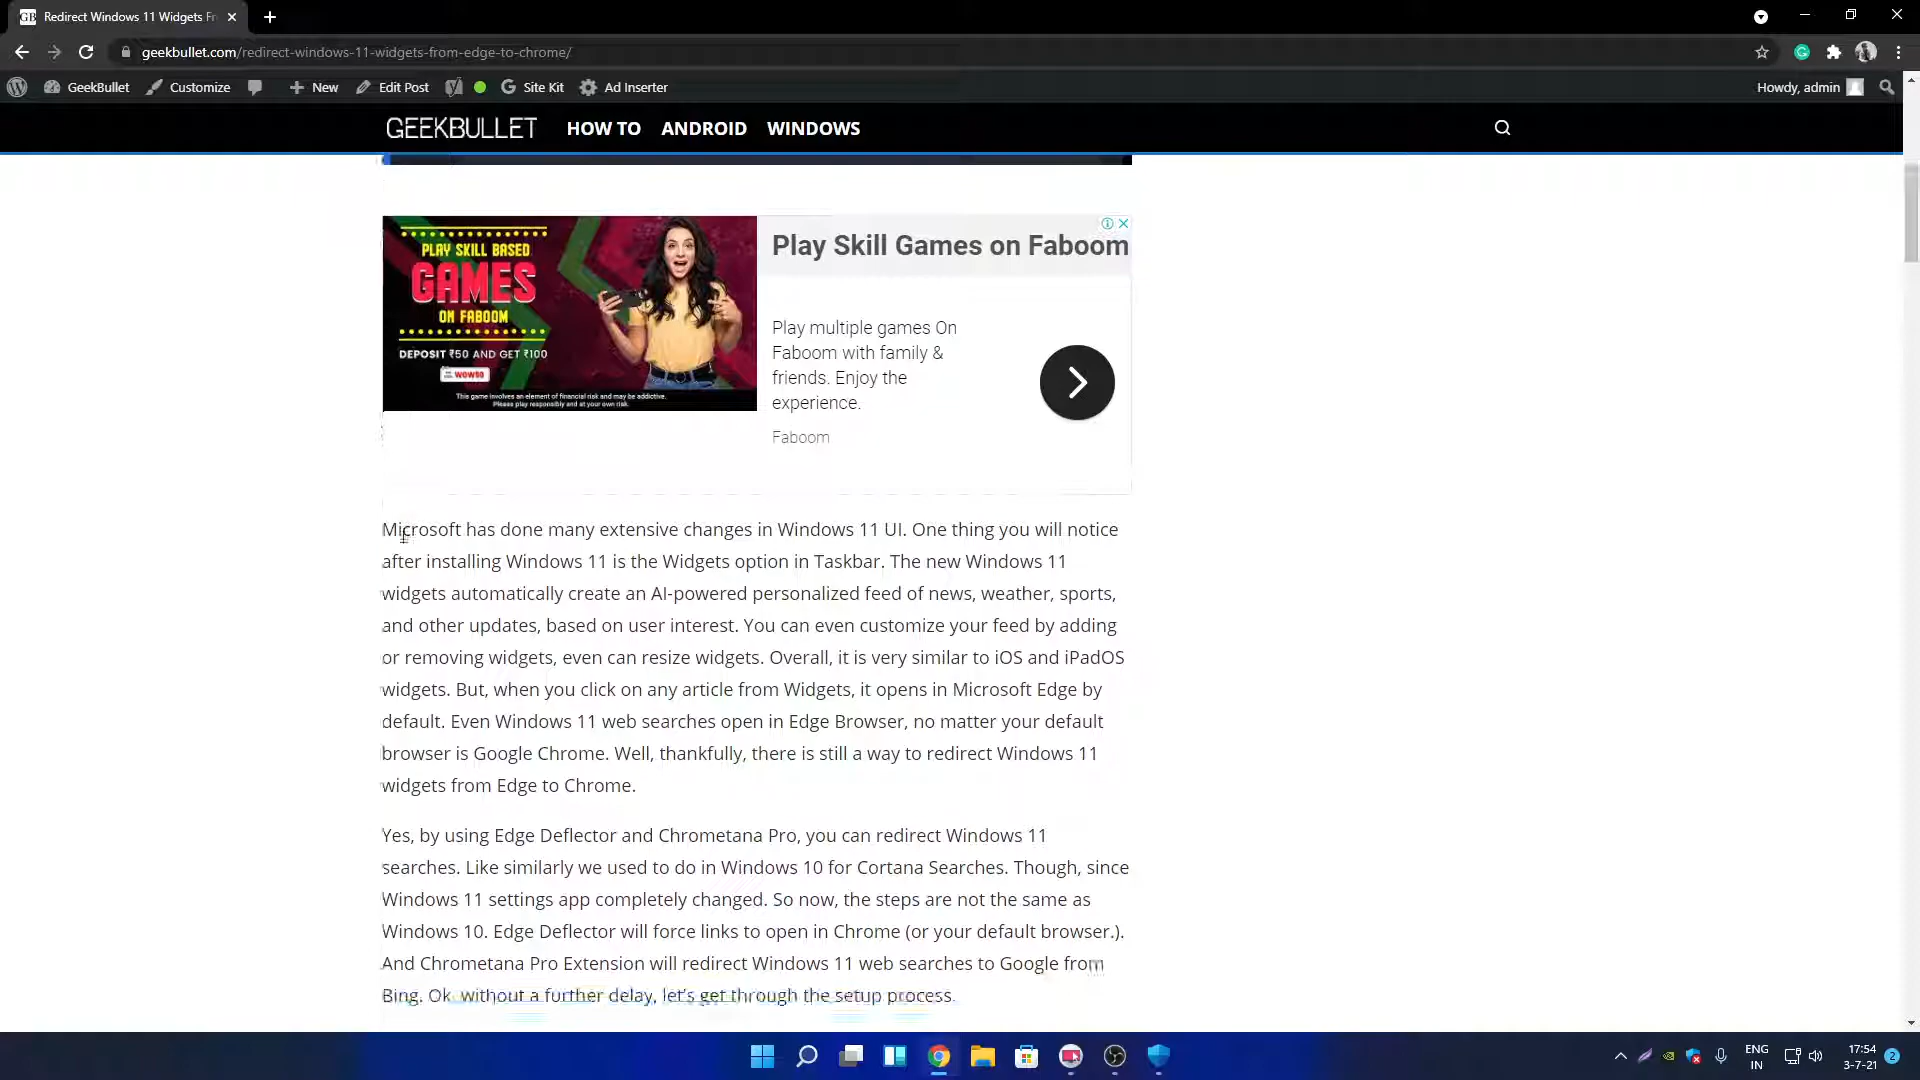 GB Redirect Windows 11 Widgets Fr
geekbullet.com/redirect-windows-11-widgets-from-edge-to-chrome/
GeekBullet Customize New Edit Post Site Kit Ad Inserter Howdy, admin
GEEKBULLET HOW TO ANDROID WINDOWS
PLAY SKILL BASED
GAMES
ON FABOOM
DEPOSIT ₹50 AND GET ₹100
WOW50
This game involves an element of financial risk and may be addictive.
Please play responsibly and at your own risk.
Play Skill Games on Faboom
Play multiple games On
Faboom with family &
friends. Enjoy the
experience.
Faboom
Microsoft has done many extensive changes in Windows 11 UI. One thing you will notice
after installing Windows 11 is the Widgets option in Taskbar. The new Windows 11
widgets automatically create an AI-powered personalized feed of news, weather, sports,
and other updates, based on user interest. You can even customize your feed by adding
or removing widgets, even can resize widgets. Overall, it is very similar to iOS and iPadOS
widgets. But, when you click on any article from Widgets, it opens in Microsoft Edge by
default. Even Windows 11 web searches open in Edge Browser, no matter your default
browser is Google Chrome. Well, thankfully, there is still a way to redirect Windows 11
widgets from Edge to Chrome.
Yes, by using Edge Deflector and Chrometana Pro, you can redirect Windows 11
searches. Like similarly we used to do in Windows 10 for Cortana Searches. Though, since
Windows 11 settings app completely changed. So now, the steps are not the same as
Windows 10. Edge Deflector will force links to open in Chrome (or your default browser.).
And Chrometana Pro Extension will redirect Windows 11 web searches to Google from
Bing. Ok, without a further delay, let's get through the setup process.
ENG
IN
17:54
3-7-21
2